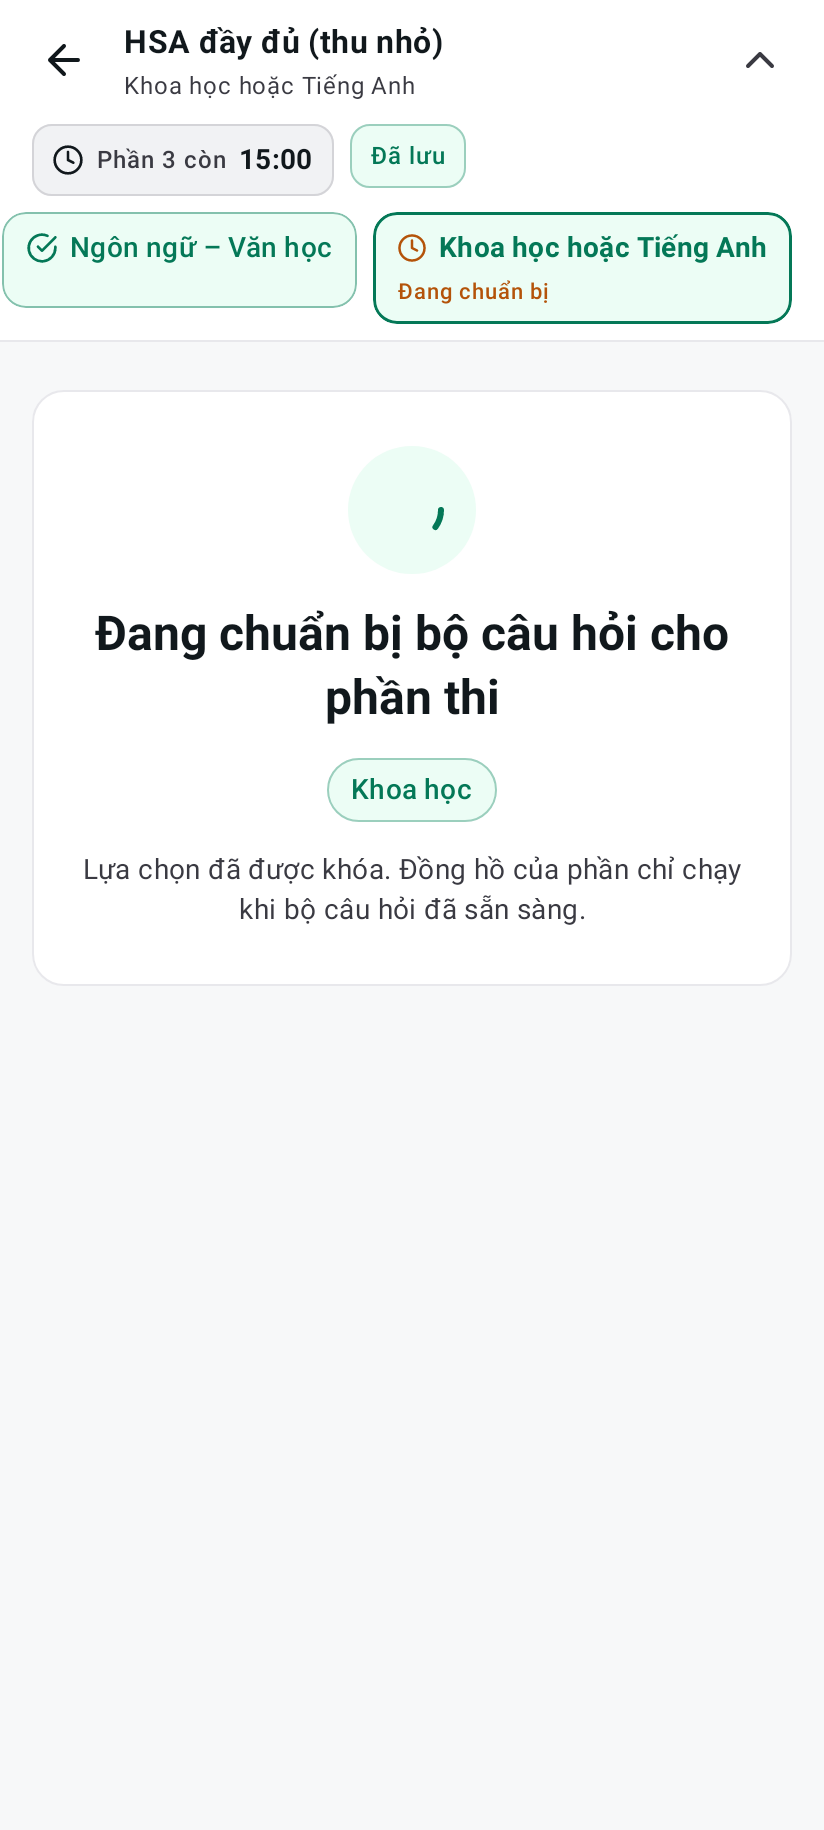 HSA đầy đủ (thu nhỏ)
Khoa học hoặc Tiếng Anh
Phần 3 còn 15:00
Đã lưu
Ngôn ngữ – Văn học
Khoa học hoặc Tiếng Anh
Đang chuẩn bị
Đang chuẩn bị bộ câu hỏi cho
phần thi
Khoa học
Lựa chọn đã được khóa. Đồng hồ của phần chỉ chạy
khi bộ câu hỏi đã sẵn sàng.